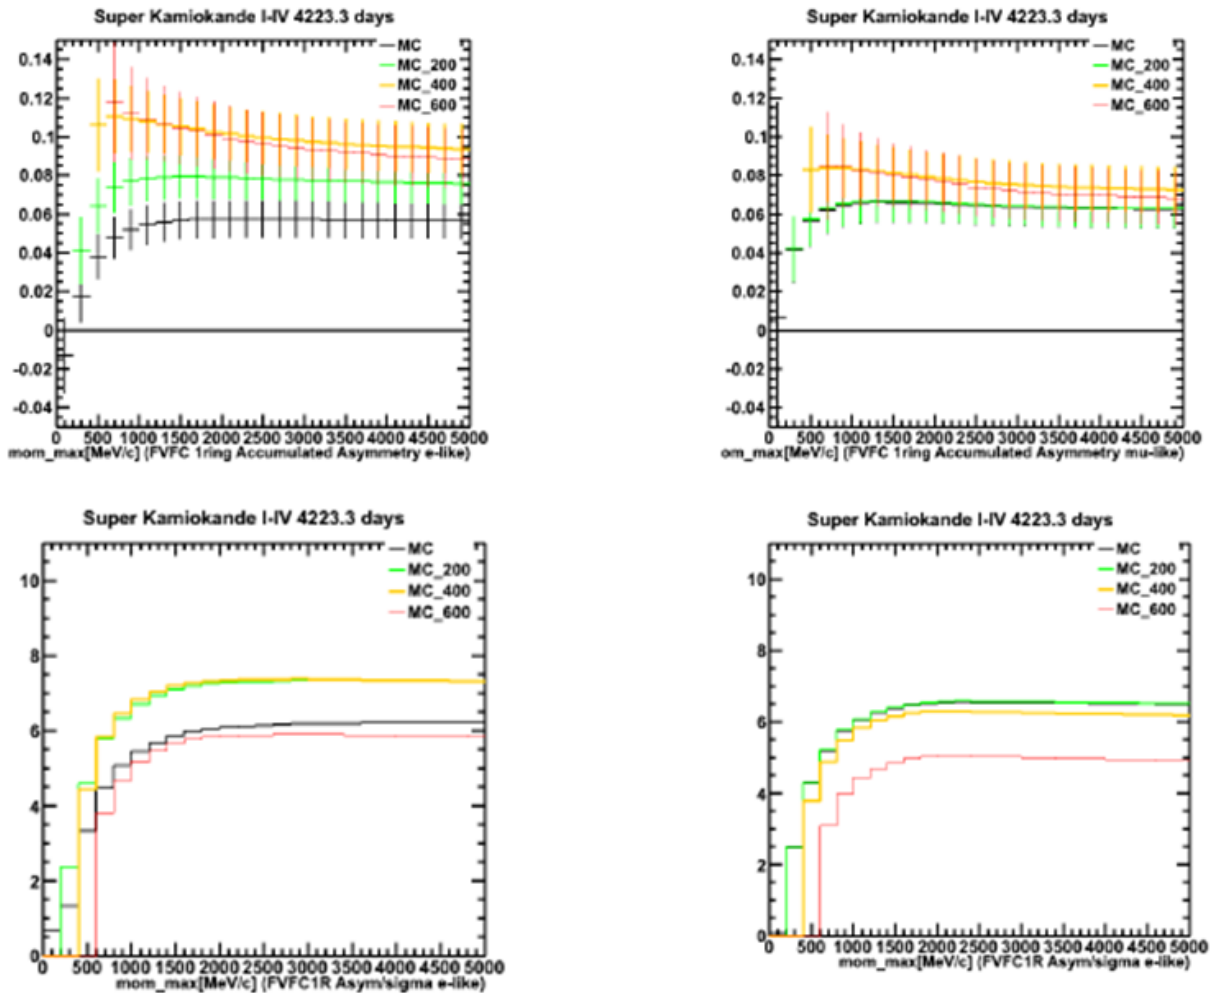 Super Kamiokande I-IV 4223.3 days
MC
MC_200
MC_400
MC_600
0.14
0.12
0.1
0.08
0.06
0.04
0.02
0
-0.02
-0.04
0 500 1000 1500 2000 2500 3000 3500 4000 4500 5000
mom_max[MeV/c] (FVFC 1ring Accumulated Asymmetry e-like)
Super Kamiokande I-IV 4223.3 days
MC
MC_200
MC_400
MC_600
0.14
0.12
0.1
0.08
0.06
0.04
0.02
0
-0.02
-0.04
0 500 1000 1500 2000 2500 3000 3500 4000 4500 5000
om_max[MeV/c] (FVFC 1ring Accumulated Asymmetry mu-like)
Super Kamiokande I-IV 4223.3 days
MC
MC_200
MC_400
MC_600
10
8
6
4
2
0
0 500 1000 1500 2000 2500 3000 3500 4000 4500 5000
mom_max[MeV/c] (FVFC1R Asym/sigma e-like)
Super Kamiokande I-IV 4223.3 days
MC
MC_200
MC_400
MC_600
10
8
6
4
2
0
0 500 1000 1500 2000 2500 3000 3500 4000 4500 5000
mom_max[MeV/c] (FVFC1R Asym/sigma e-like)